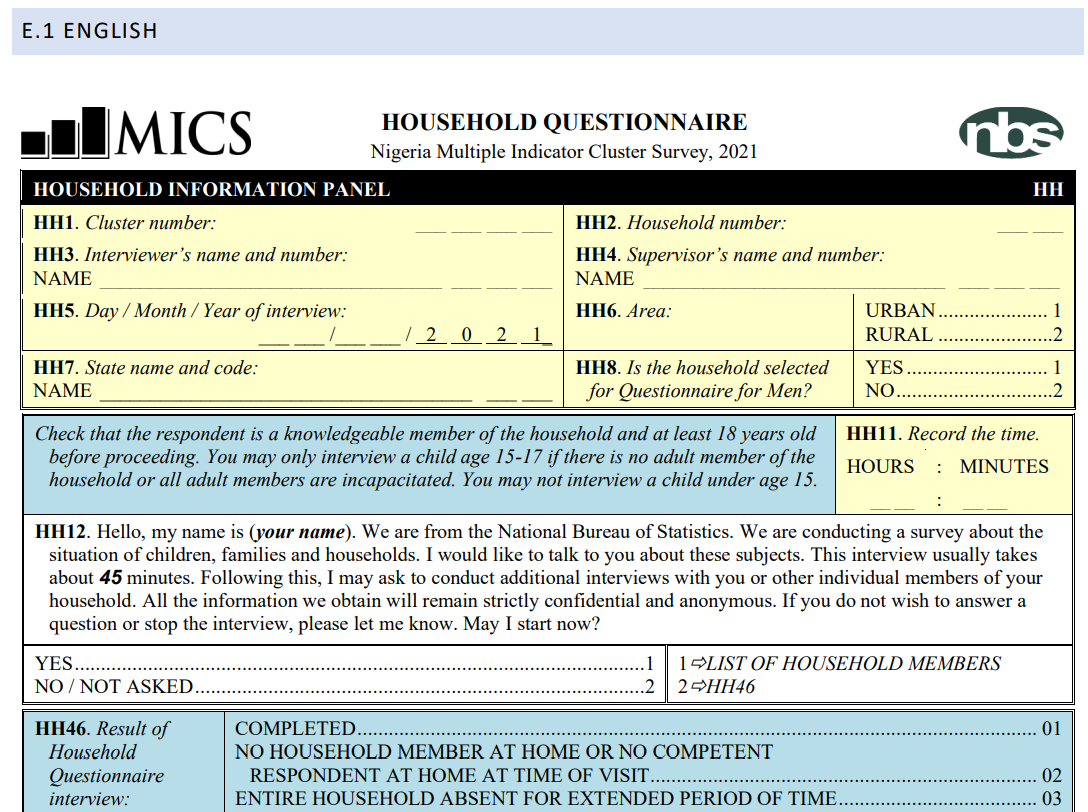 E.1 ENGLISH
MICS
HOUSEHOLD QUESTIONNAIRE
Nigeria Multiple Indicator Cluster Survey, 2021
nbs
HOUSEHOLD INFORMATION PANEL HH
HH1. Cluster number: ___ ___ ___ ___
HH2. Household number: ___ ___
HH3. Interviewer’s name and number:
NAME ___ ___ ___ ___
HH4. Supervisor’s name and number:
NAME ___ ___ ___ ___
HH5. Day / Month / Year of interview:
___ ___ /___ ___ / 2 0 2 1_
HH6. Area:
URBAN..................... 1
RURAL .....................2
HH7. State name and code:
NAME ___ ___ ___
HH8. Is the household selected
for Questionnaire for Men?
YES........................... 1
NO.............................2
Check that the respondent is a knowledgeable member of the household and at least 18 years old
before proceeding. You may only interview a child age 15-17 if there is no adult member of the
household or all adult members are incapacitated. You may not interview a child under age 15.
HH11. Record the time.
HOURS : MINUTES
__ __ : __ __
HH12. Hello, my name is (your name). We are from the National Bureau of Statistics. We are conducting a survey about the
situation of children, families and households. I would like to talk to you about these subjects. This interview usually takes
about 45 minutes. Following this, I may ask to conduct additional interviews with you or other individual members of your
household. All the information we obtain will remain strictly confidential and anonymous. If you do not wish to answer a
question or stop the interview, please let me know. May I start now?
YES..............................1
NO / NOT ASKED..............................2
1⇨LIST OF HOUSEHOLD MEMBERS
2⇨HH46
HH46. Result of
Household
Questionnaire
interview:
COMPLETED.............................. 01
NO HOUSEHOLD MEMBER AT HOME OR NO COMPETENT
RESPONDENT AT HOME AT TIME OF VISIT.............................. 02
ENTIRE HOUSEHOLD ABSENT FOR EXTENDED PERIOD OF TIME.............................. 03